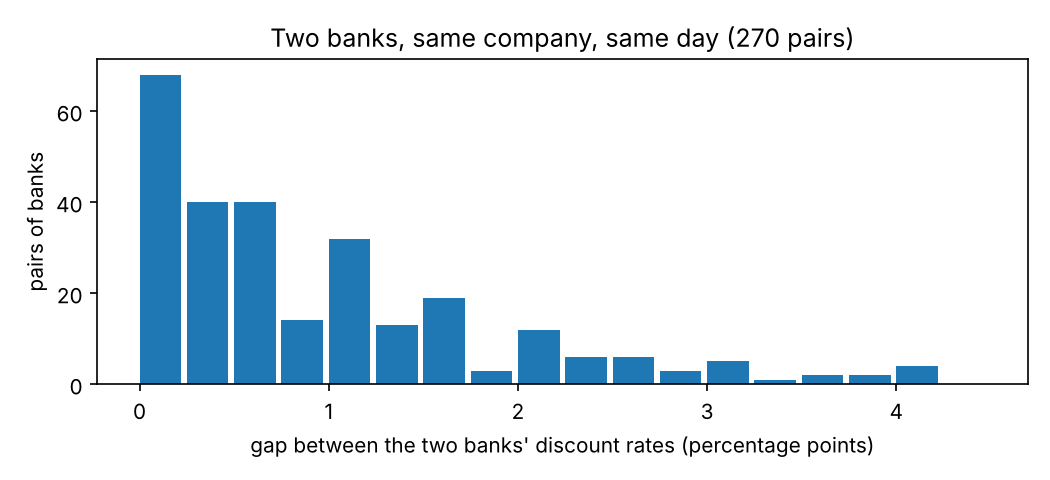 Two banks, same company, same day (270 pairs)
pairs of banks
60
40
20
0
0 1 2 3 4
gap between the two banks' discount rates (percentage points)